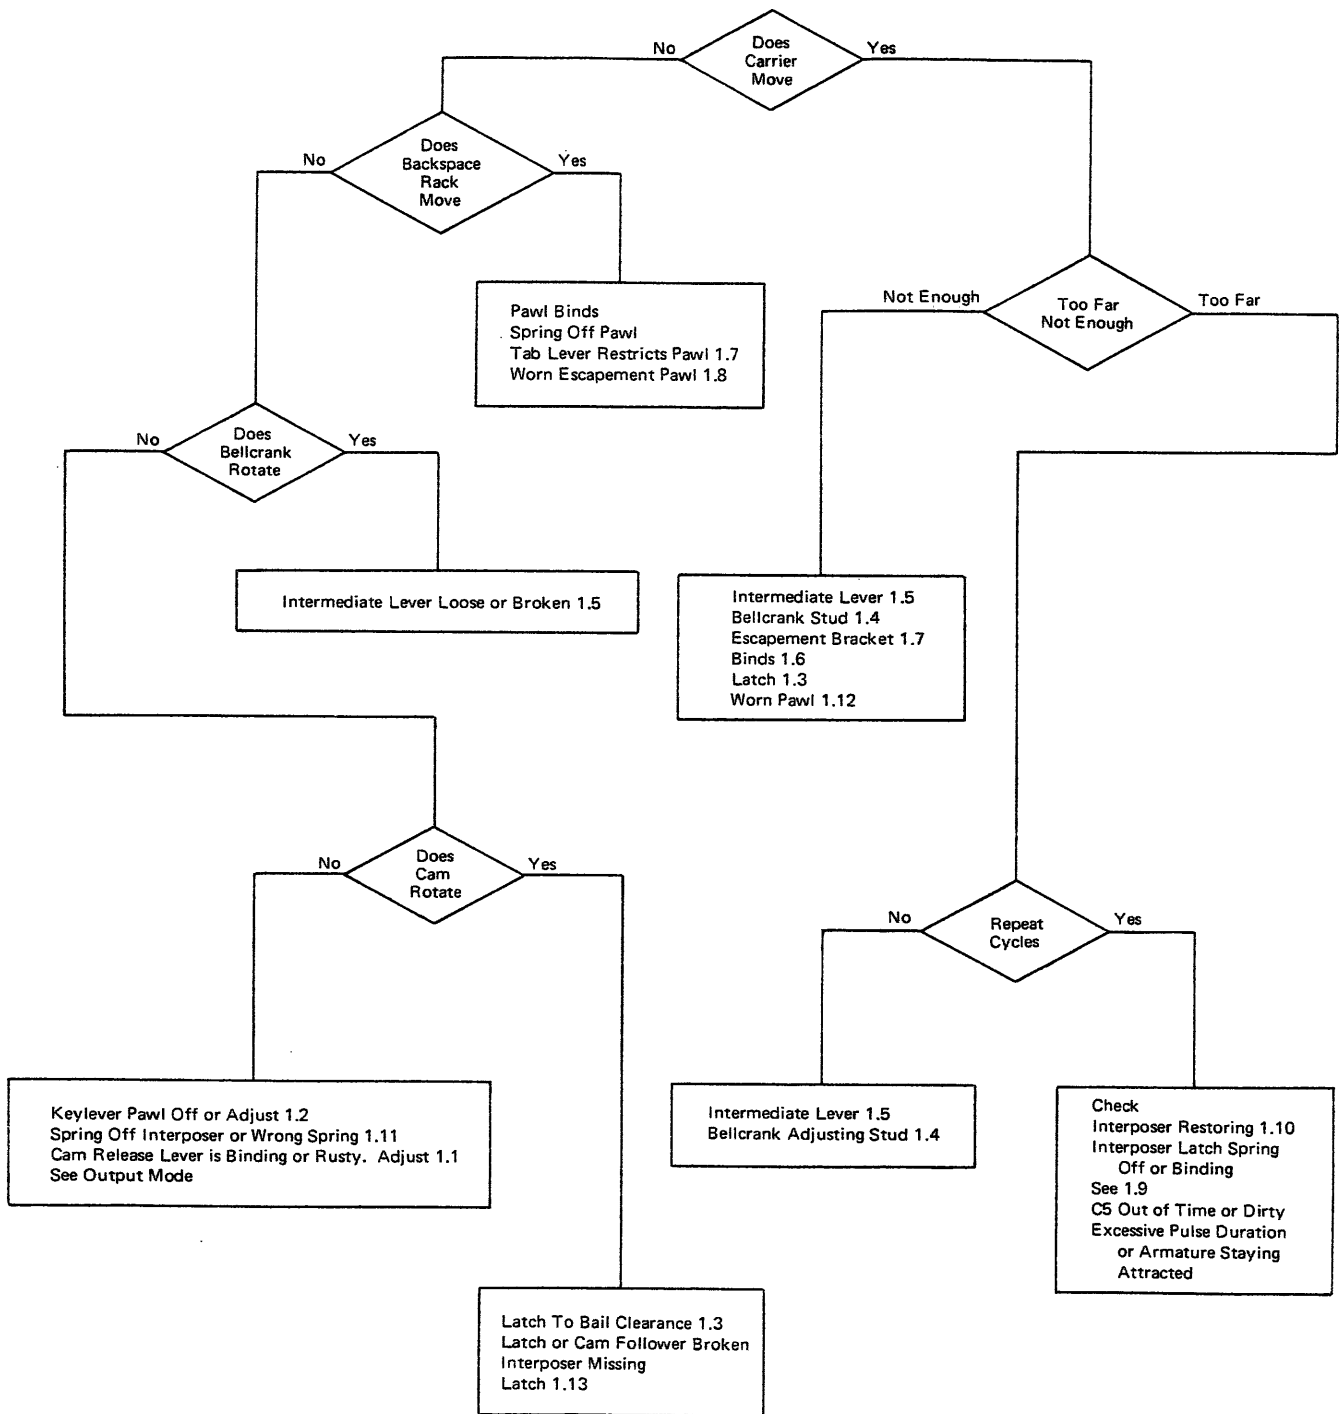 Does
Carrier
Move
No
Yes
Does
Backspace
Rack
Move
No
Yes
Pawl Binds
Spring Off Pawl
Tab Lever Restricts Pawl 1.7
Worn Escapement Pawl 1.8
Too Far
Not Enough
Not Enough
Too Far
Does
Bellcrank
Rotate
No
Yes
Intermediate Lever Loose or Broken 1.5
Intermediate Lever 1.5
Bellcrank Stud 1.4
Escapement Bracket 1.7
Binds 1.6
Latch 1.3
Worn Pawl 1.12
Does
Cam
Rotate
No
Yes
Repeat
Cycles
No
Yes
Keylever Pawl Off or Adjust 1.2
Spring Off Interposer or Wrong Spring 1.11
Cam Release Lever is Binding or Rusty. Adjust 1.1
See Output Mode
Intermediate Lever 1.5
Bellcrank Adjusting Stud 1.4
Check
Interposer Restoring 1.10
Interposer Latch Spring
Off or Binding
See 1.9
C5 Out of Time or Dirty
Excessive Pulse Duration
or Armature Staying
Attracted
Latch To Bail Clearance 1.3
Latch or Cam Follower Broken
Interposer Missing
Latch 1.13